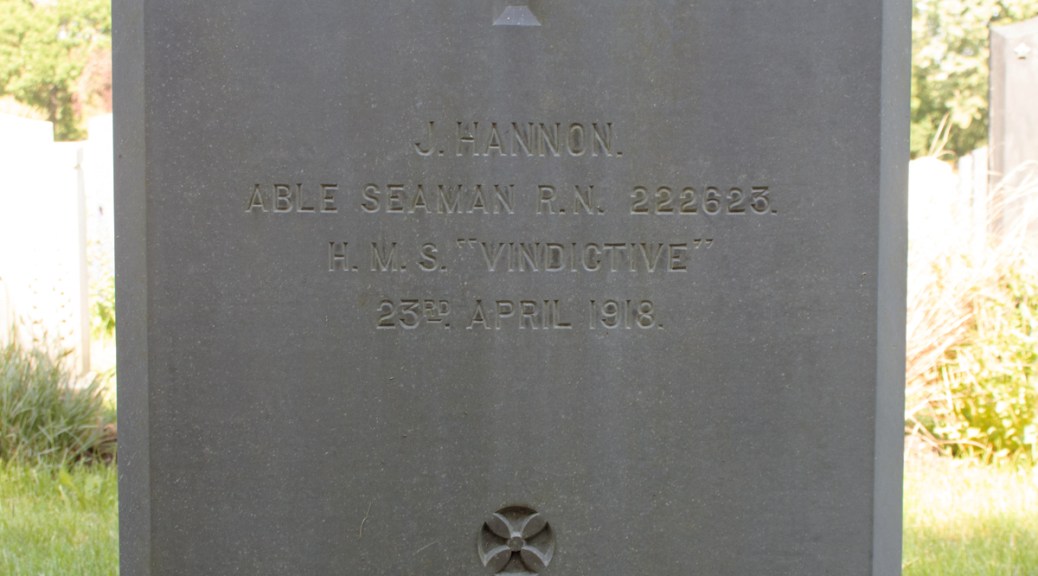 J. HANNON.
ABLE SEAMAN R.N. 222623.
H.M.S. "VINDICTIVE"
23RD. APRIL 1918.